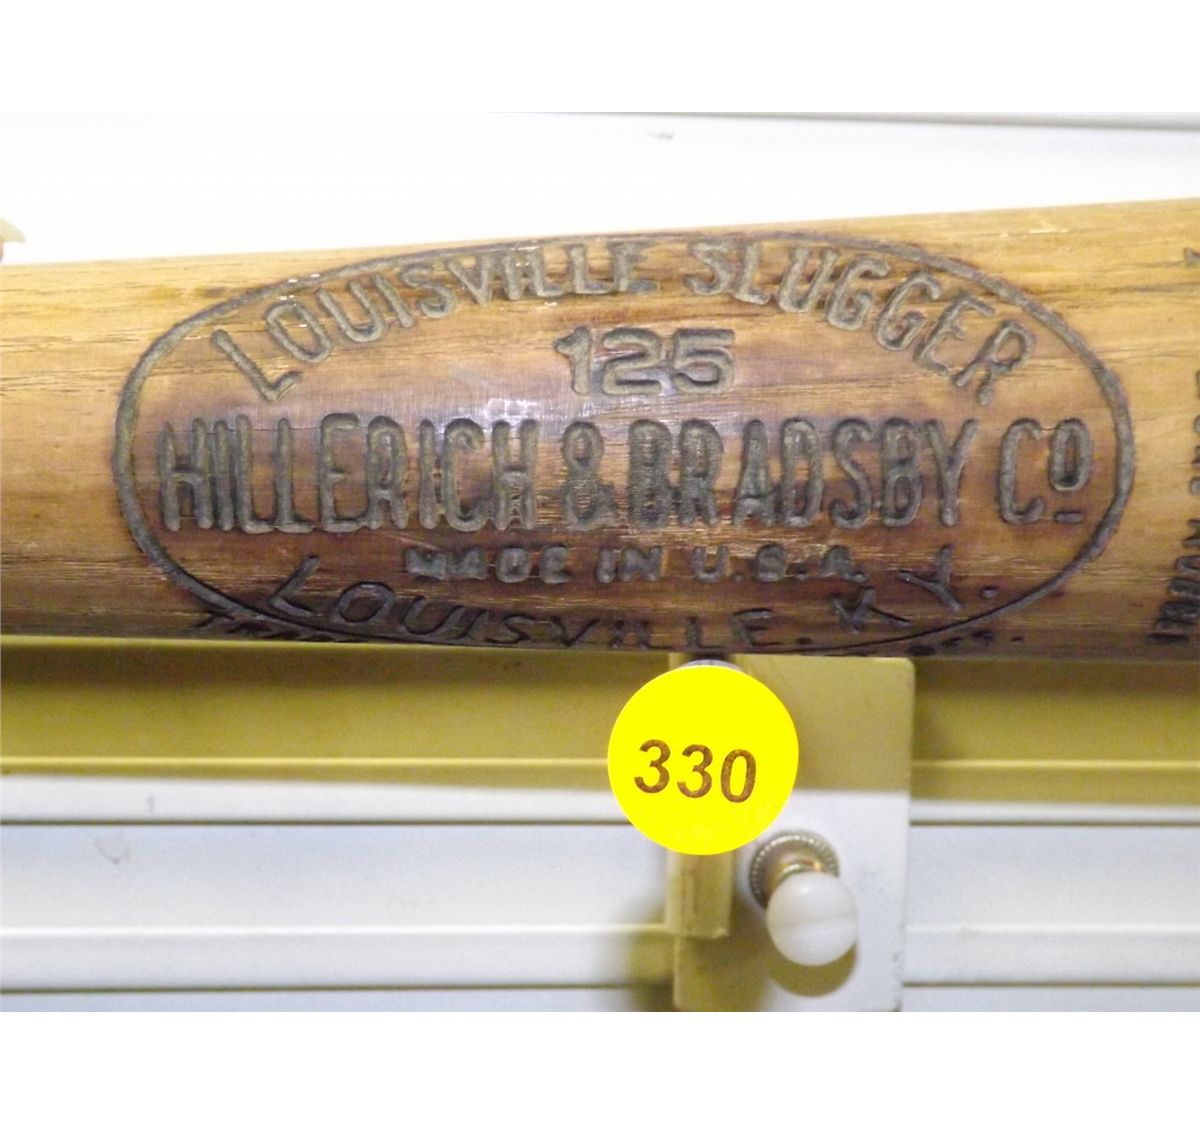 LOUISVILLE SLUGGER
125
HILLERICH & BRADSBY Co
MADE IN U.S.A.
LOUISVILLE. KY.
330